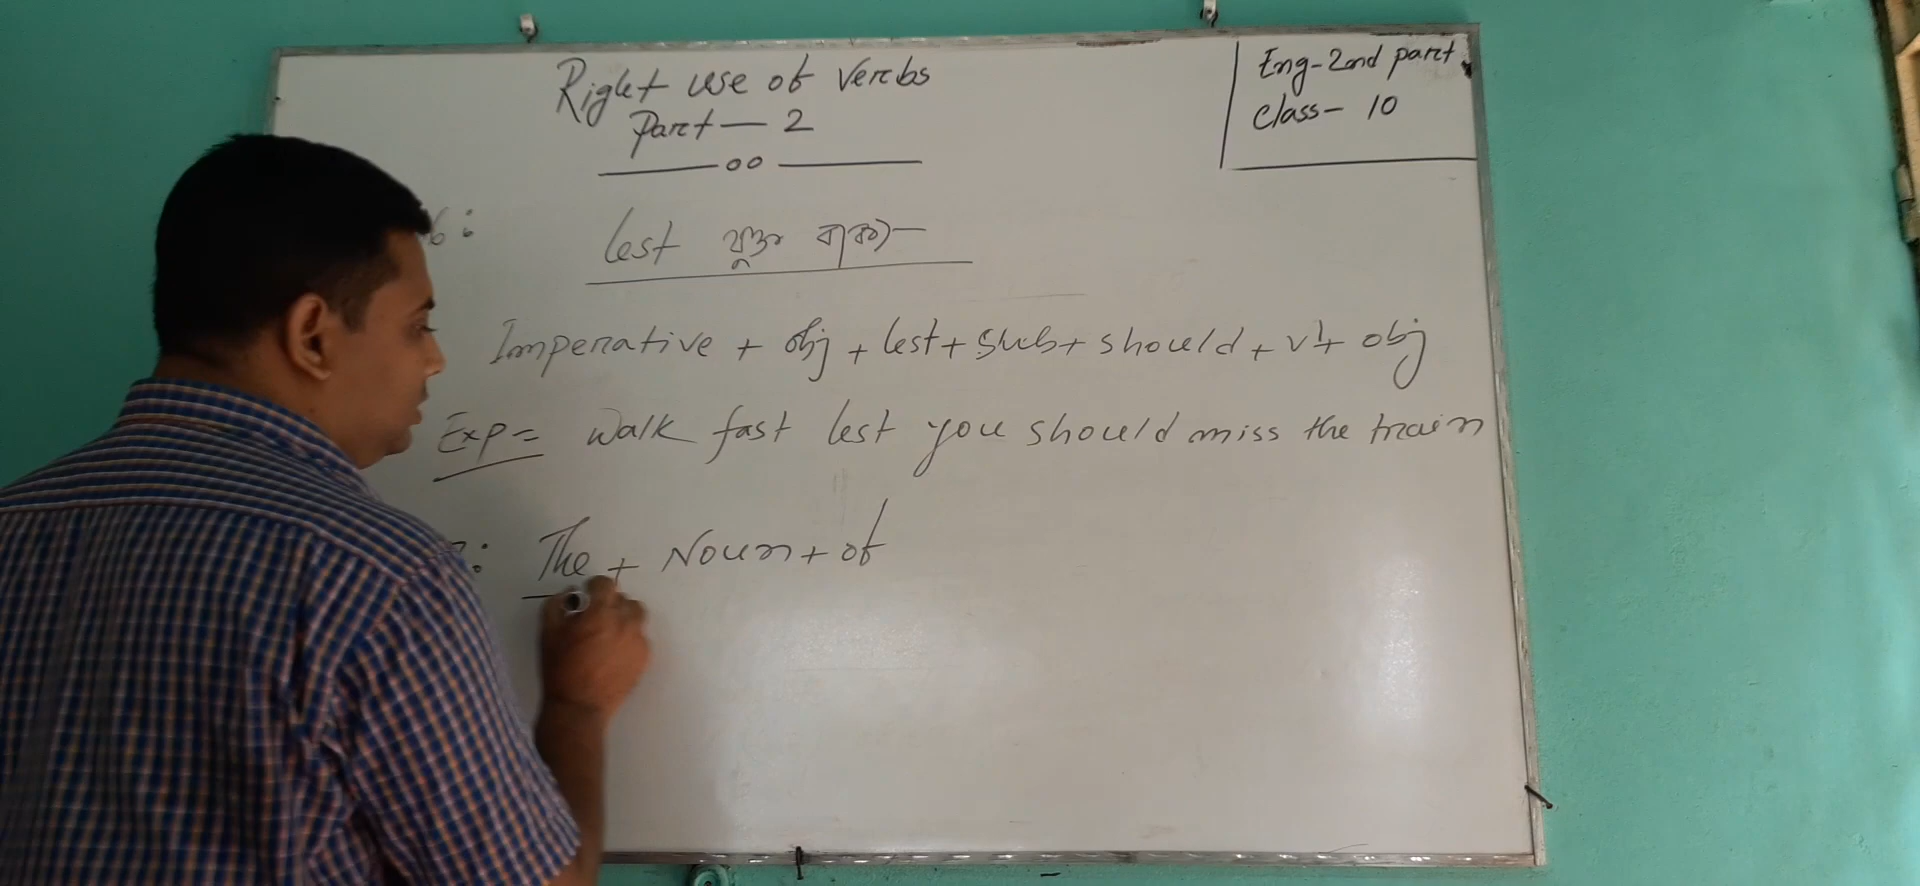 Right use of Verbs
Part — 2
Eng-2nd part
Class- 10
6:
lest যুক্ত বাক্য-
Imperative + obj + lest + Sub + should + v1 + obj
Exp= Walk fast lest you should miss the train
The + Noun + of